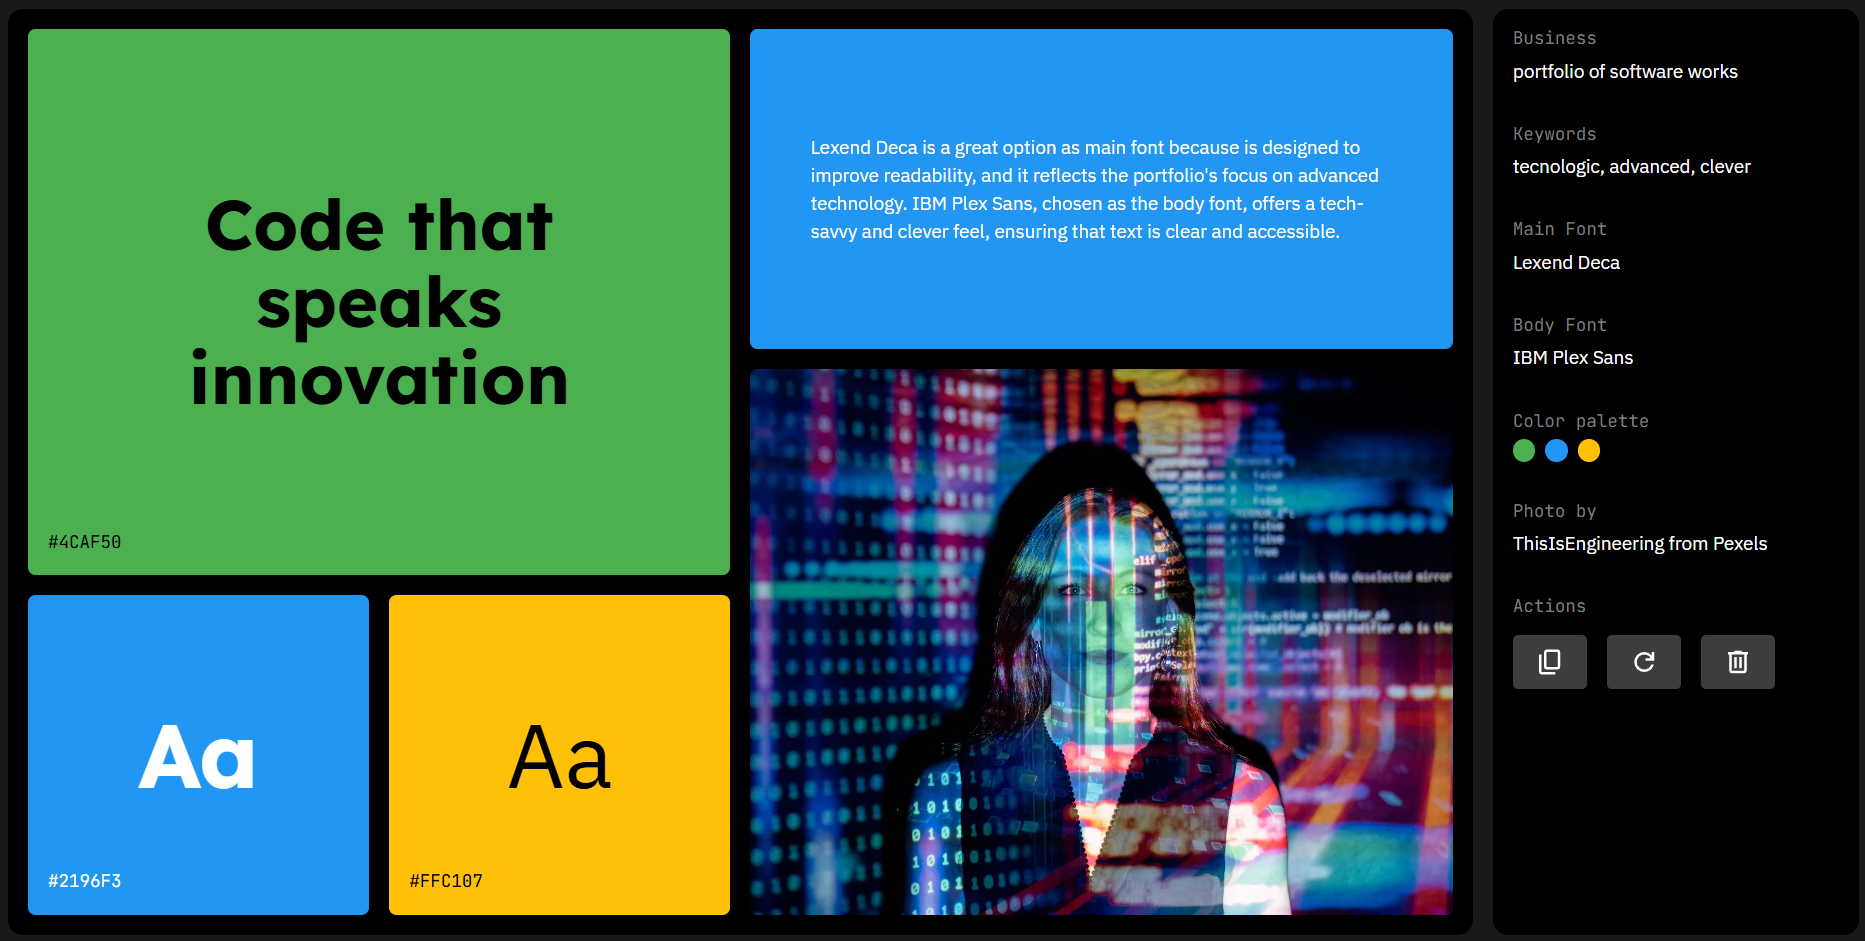 Code that
speaks
innovation
#4CAF50
Lexend Deca is a great option as main font because is designed to
improve readability, and it reflects the portfolio's focus on advanced
technology. IBM Plex Sans, chosen as the body font, offers a tech-
savvy and clever feel, ensuring that text is clear and accessible.
Aa
#2196F3
Aa
#FFC107
Business
portfolio of software works
Keywords
tecnologic, advanced, clever
Main Font
Lexend Deca
Body Font
IBM Plex Sans
Color palette
Photo by
ThisIsEngineering from Pexels
Actions